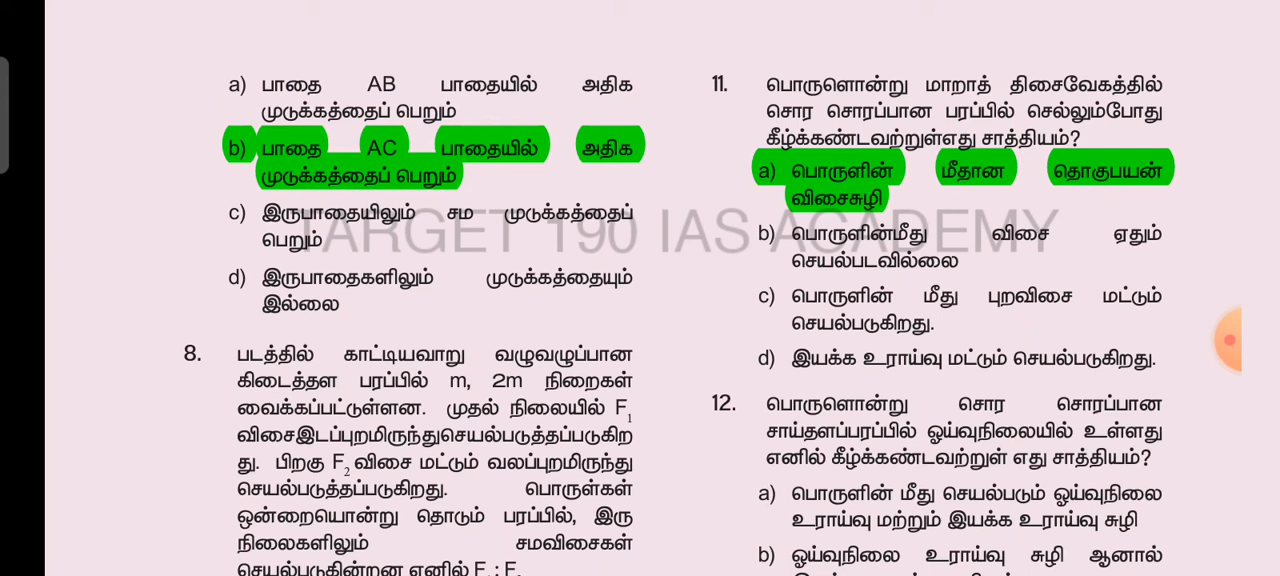 a) பாதை AB பாதையில் அதிக
முடுக்கத்தைப் பெறும்
b) பாதை AC பாதையில் அதிக
முடுக்கத்தைப் பெறும்
c) இருபாதையிலும் சம முடுக்கத்தைப்
பெறும்
d) இருபாதைகளிலும் முடுக்கத்தையும்
இல்லை
8. படத்தில் காட்டியவாறு வழுவழுப்பான
கிடைத்தள பரப்பில் m, 2m நிறைகள்
வைக்கப்பட்டுள்ளன. முதல் நிலையில் F₁
விசைஇடப்புறமிருந்துசெயல்படுத்தப்படுகிற
து. பிறகு F₂ விசை மட்டும் வலப்புறமிருந்து
செயல்படுத்தப்படுகிறது. பொருள்கள்
ஒன்றையொன்று தொடும் பரப்பில், இரு
நிலைகளிலும் சமவிசைகள்
செயல்படுகின்றன எனில் F : F
11. பொருளொன்று மாறாத் திசைவேகத்தில்
சொர சொரப்பான பரப்பில் செல்லும்போது
கீழ்க்கண்டவற்றுள்எது சாத்தியம்?
a) பொருளின் மீதான தொகுபயன்
விசைசுழி
b) பொருளின்மீது விசை ஏதும்
செயல்படவில்லை
c) பொருளின் மீது புறவிசை மட்டும்
செயல்படுகிறது.
d) இயக்க உராய்வு மட்டும் செயல்படுகிறது.
12. பொருளொன்று சொர சொரப்பான
சாய்தளப்பரப்பில் ஓய்வுநிலையில் உள்ளது
எனில் கீழ்க்கண்டவற்றுள் எது சாத்தியம்?
a) பொருளின் மீது செயல்படும் ஓய்வுநிலை
உராய்வு மற்றும் இயக்க உராய்வு சுழி
b) ஓய்வுநிலை உராய்வு சுழி ஆனால்
TARGET 190 IAS ACADEMY